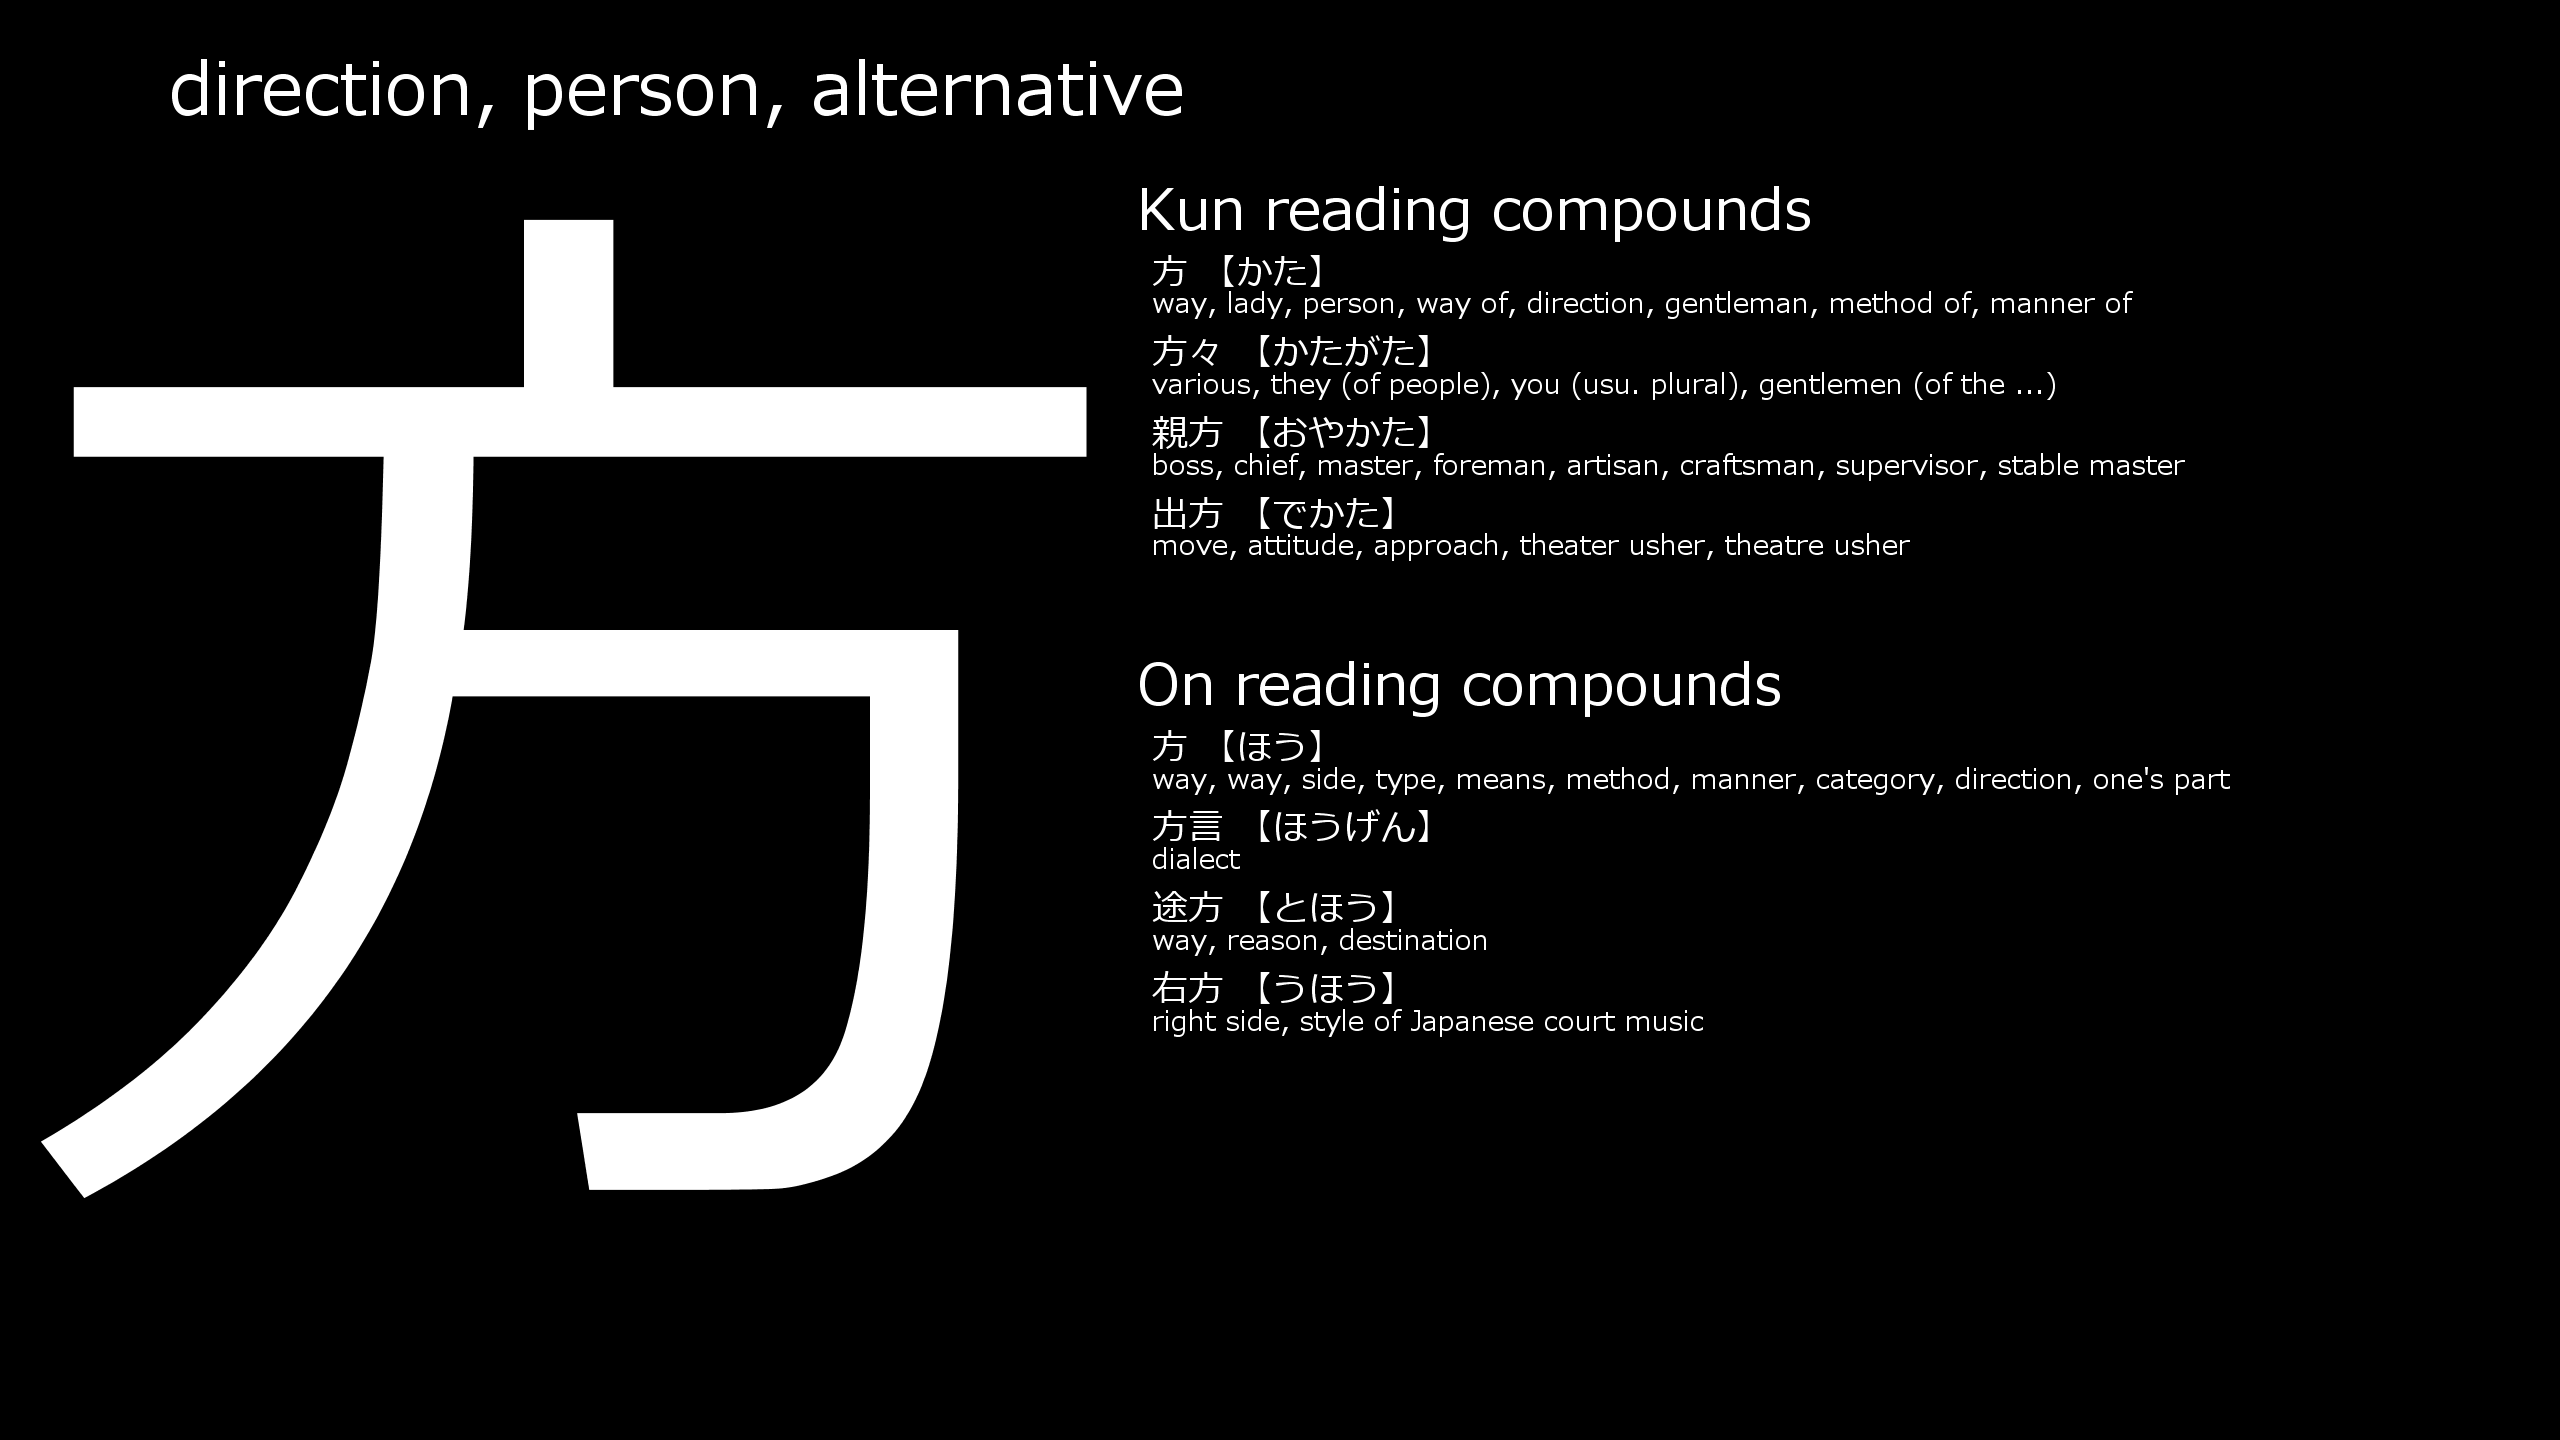 direction, person, alternative
方
Kun reading compounds
方 【かた】
way, lady, person, way of, direction, gentleman, method of, manner of
方々 【かたがた】
various, they (of people), you (usu. plural), gentlemen (of the ...)
親方 【おやかた】
boss, chief, master, foreman, artisan, craftsman, supervisor, stable master
出方 【でかた】
move, attitude, approach, theater usher, theatre usher
On reading compounds
方 【ほう】
way, way, side, type, means, method, manner, category, direction, one's part
方言 【ほうげん】
dialect
途方 【とほう】
way, reason, destination
右方 【うほう】
right side, style of Japanese court music